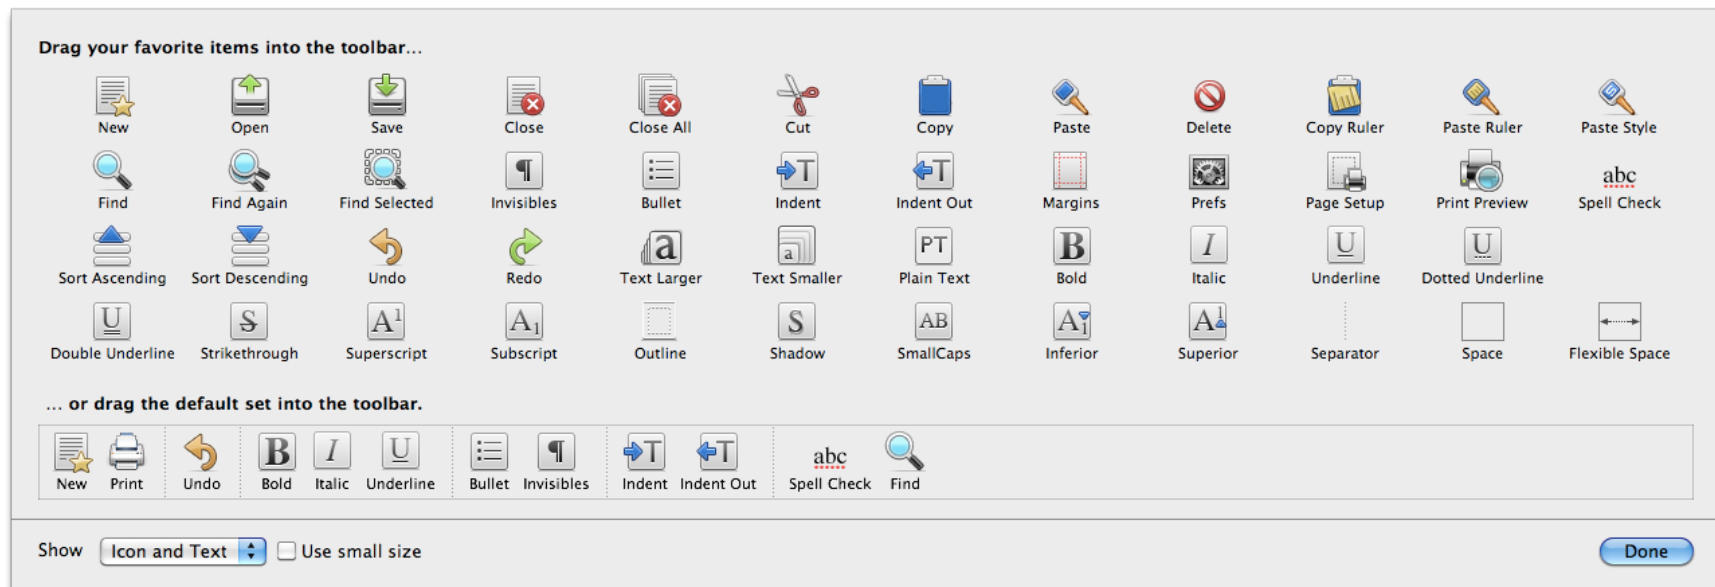 Drag your favorite items into the toolbar...
New Open Save Close Close All Cut Copy Paste Delete Copy Ruler Paste Ruler Paste Style
abc
Find Find Again Find Selected Invisibles Bullet Indent Indent Out Margins Prefs Page Setup Print Preview Spell Check
Sort Ascending Sort Descending Undo Redo Text Larger Text Smaller Plain Text Bold Italic Underline Dotted Underline
Double Underline Strikethrough Superscript Subscript Outline Shadow SmallCaps Inferior Superior Separator Space Flexible Space
... or drag the default set into the toolbar.
abc
New Print Undo Bold Italic Underline Bullet Invisibles Indent Indent Out Spell Check Find
Show Icon and Text Use small size Done